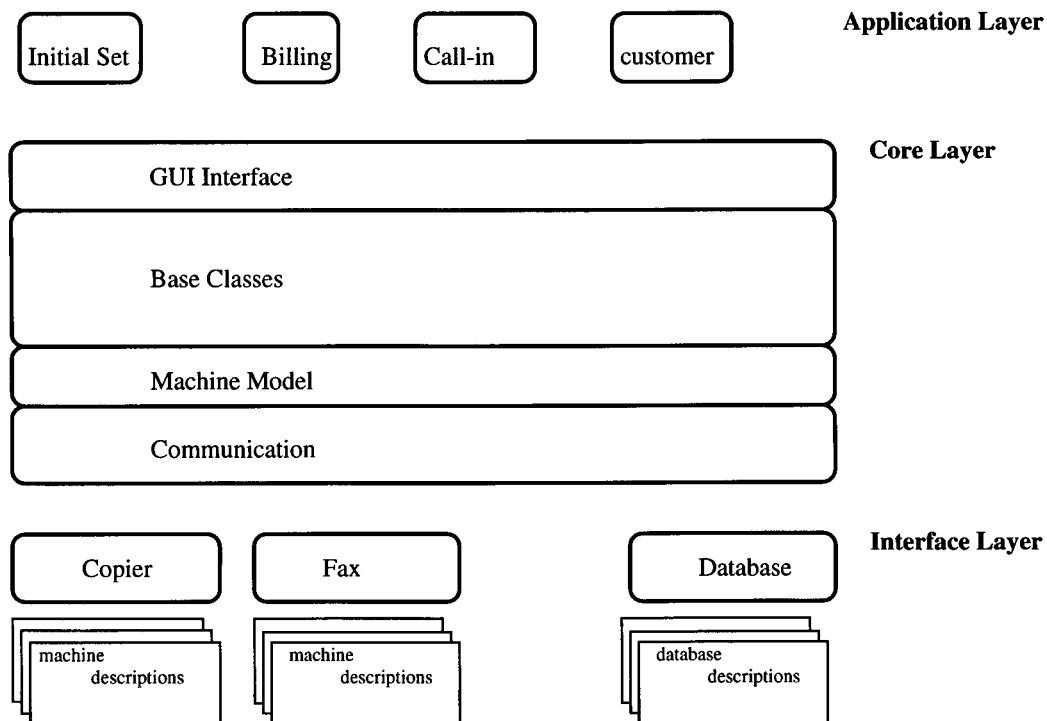 Application Layer
Initial Set
Billing
Call-in
customer
Core Layer
GUI Interface
Base Classes
Machine Model
Communication
Interface Layer
Copier
Fax
Database
machine
descriptions
machine
descriptions
database
descriptions